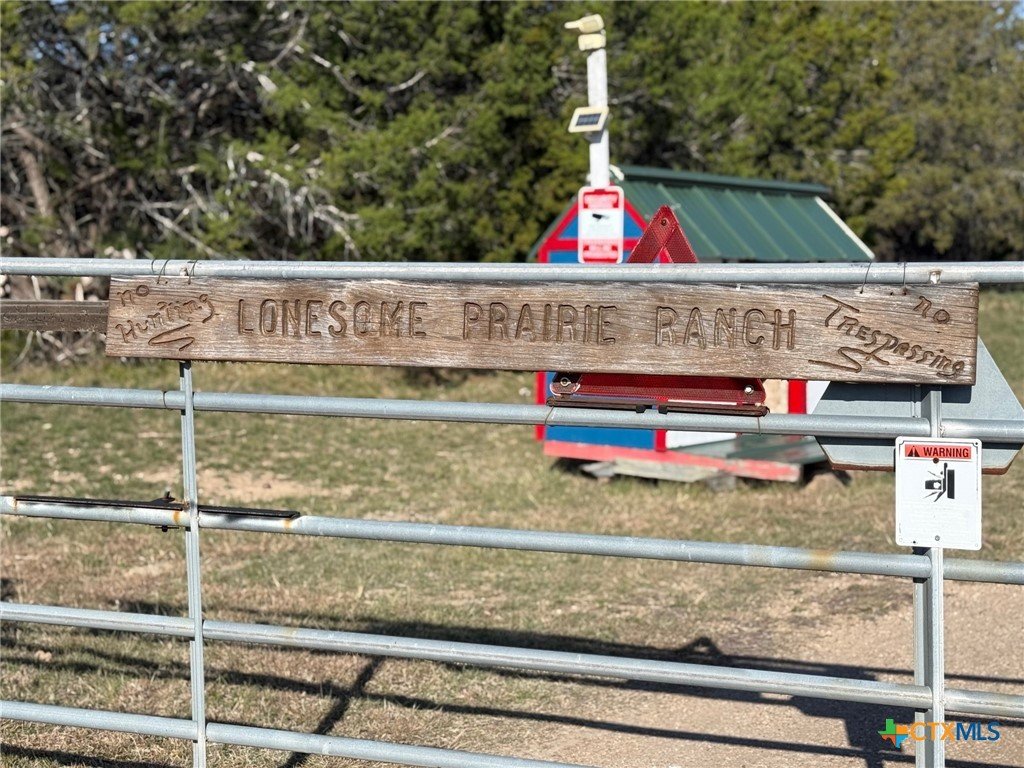 no
Hunting
LONESOME PRAIRIE RANCH
no
Trespassing
WARNING
CTXMLS